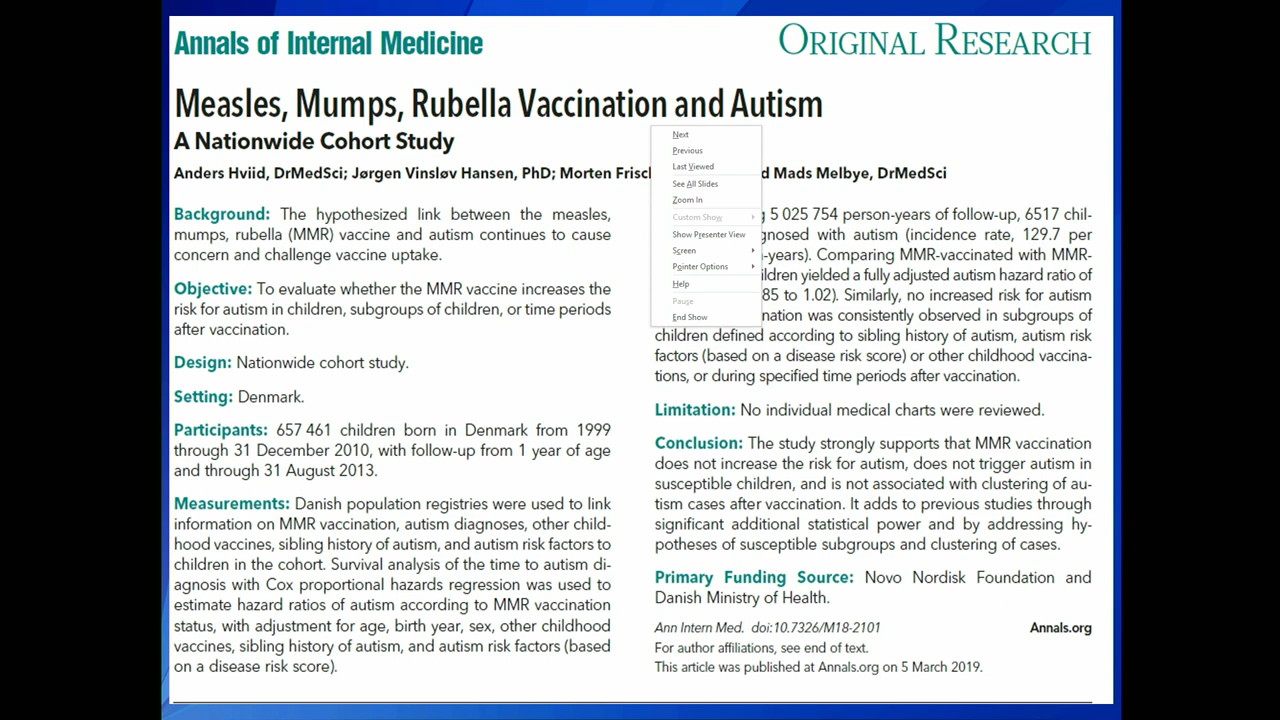 Annals of Internal Medicine
ORIGINAL RESEARCH
Measles, Mumps, Rubella Vaccination and Autism
A Nationwide Cohort Study
Anders Hviid, DrMedSci; Jørgen Vinsløv Hansen, PhD; Morten Frisc
Mads Melbye, DrMedSci
Background: The hypothesized link between the measles,
mumps, rubella (MMR) vaccine and autism continues to cause
concern and challenge vaccine uptake.
Objective: To evaluate whether the MMR vaccine increases the
risk for autism in children, subgroups of children, or time periods
after vaccination.
Design: Nationwide cohort study.
Setting: Denmark.
Participants: 657 461 children born in Denmark from 1999
through 31 December 2010, with follow-up from 1 year of age
and through 31 August 2013.
Measurements: Danish population registries were used to link
information on MMR vaccination, autism diagnoses, other child-
hood vaccines, sibling history of autism, and autism risk factors to
children in the cohort. Survival analysis of the time to autism di-
agnosis with Cox proportional hazards regression was used to
estimate hazard ratios of autism according to MMR vaccination
status, with adjustment for age, birth year, sex, other childhood
vaccines, sibling history of autism, and autism risk factors (based
on a disease risk score).
5 025 754 person-years of follow-up, 6517 chil-
gnosed with autism (incidence rate, 129.7 per
-years). Comparing MMR-vaccinated with MMR-
ildren yielded a fully adjusted autism hazard ratio of
85 to 1.02). Similarly, no increased risk for autism
nation was consistently observed in subgroups of
children defined according to sibling history of autism, autism risk
factors (based on a disease risk score) or other childhood vaccina-
tions, or during specified time periods after vaccination.
Limitation: No individual medical charts were reviewed.
Conclusion: The study strongly supports that MMR vaccination
does not increase the risk for autism, does not trigger autism in
susceptible children, and is not associated with clustering of au-
tism cases after vaccination. It adds to previous studies through
significant additional statistical power and by addressing hy-
potheses of susceptible subgroups and clustering of cases.
Primary Funding Source: Novo Nordisk Foundation and
Danish Ministry of Health.
Ann Intern Med. doi:10.7326/M18-2101
Annals.org
For author affiliations, see end of text.
This article was published at Annals.org on 5 March 2019.
Next
Previous
Last Viewed
See All Slides
Zoom In
Custom Show
Show Presenter View
Screen
Pointer Options
Help
Pause
End Show